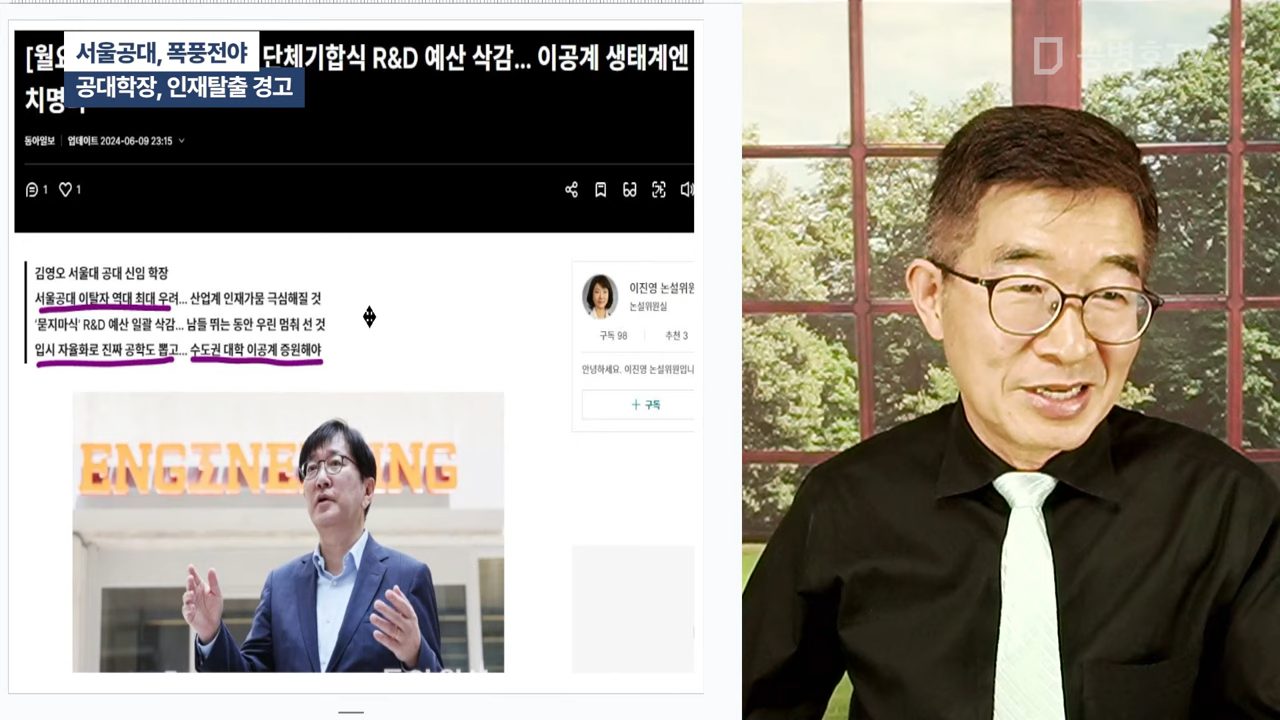 서울공대, 폭풍전야
공대학장, 인재탈출 경고
[월요 단체기합식 R&D 예산 삭감... 이공계 생태계엔
치명
동아일보 업데이트 2024-06-09 23:15
1 1
김영오 서울대 공대 신임 학장
서울공대 이탈자 역대 최대 우려... 산업계 인재가뭄 극심해질 것
'묻지마식' R&D 예산 일괄 삭감... 남들 뛰는 동안 우린 멈춰 선 것
입시 자율화로 진짜 공학도 뽑고... 수도권 대학 이공계 증원해야
이진영 논설위원
논설위원실
구독 98 추천 3
안녕하세요. 이진영 논설위원입니
+ 구독
ENGINEERING
공병호TV